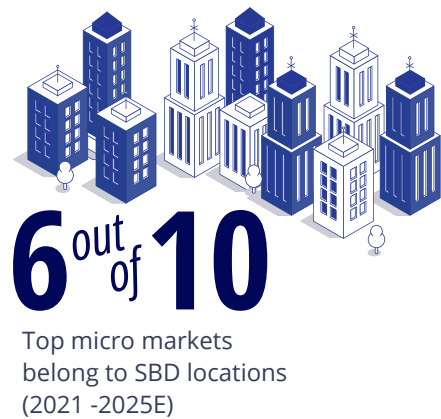 6 out of 10
Top micro markets
belong to SBD locations
(2021 -2025E)